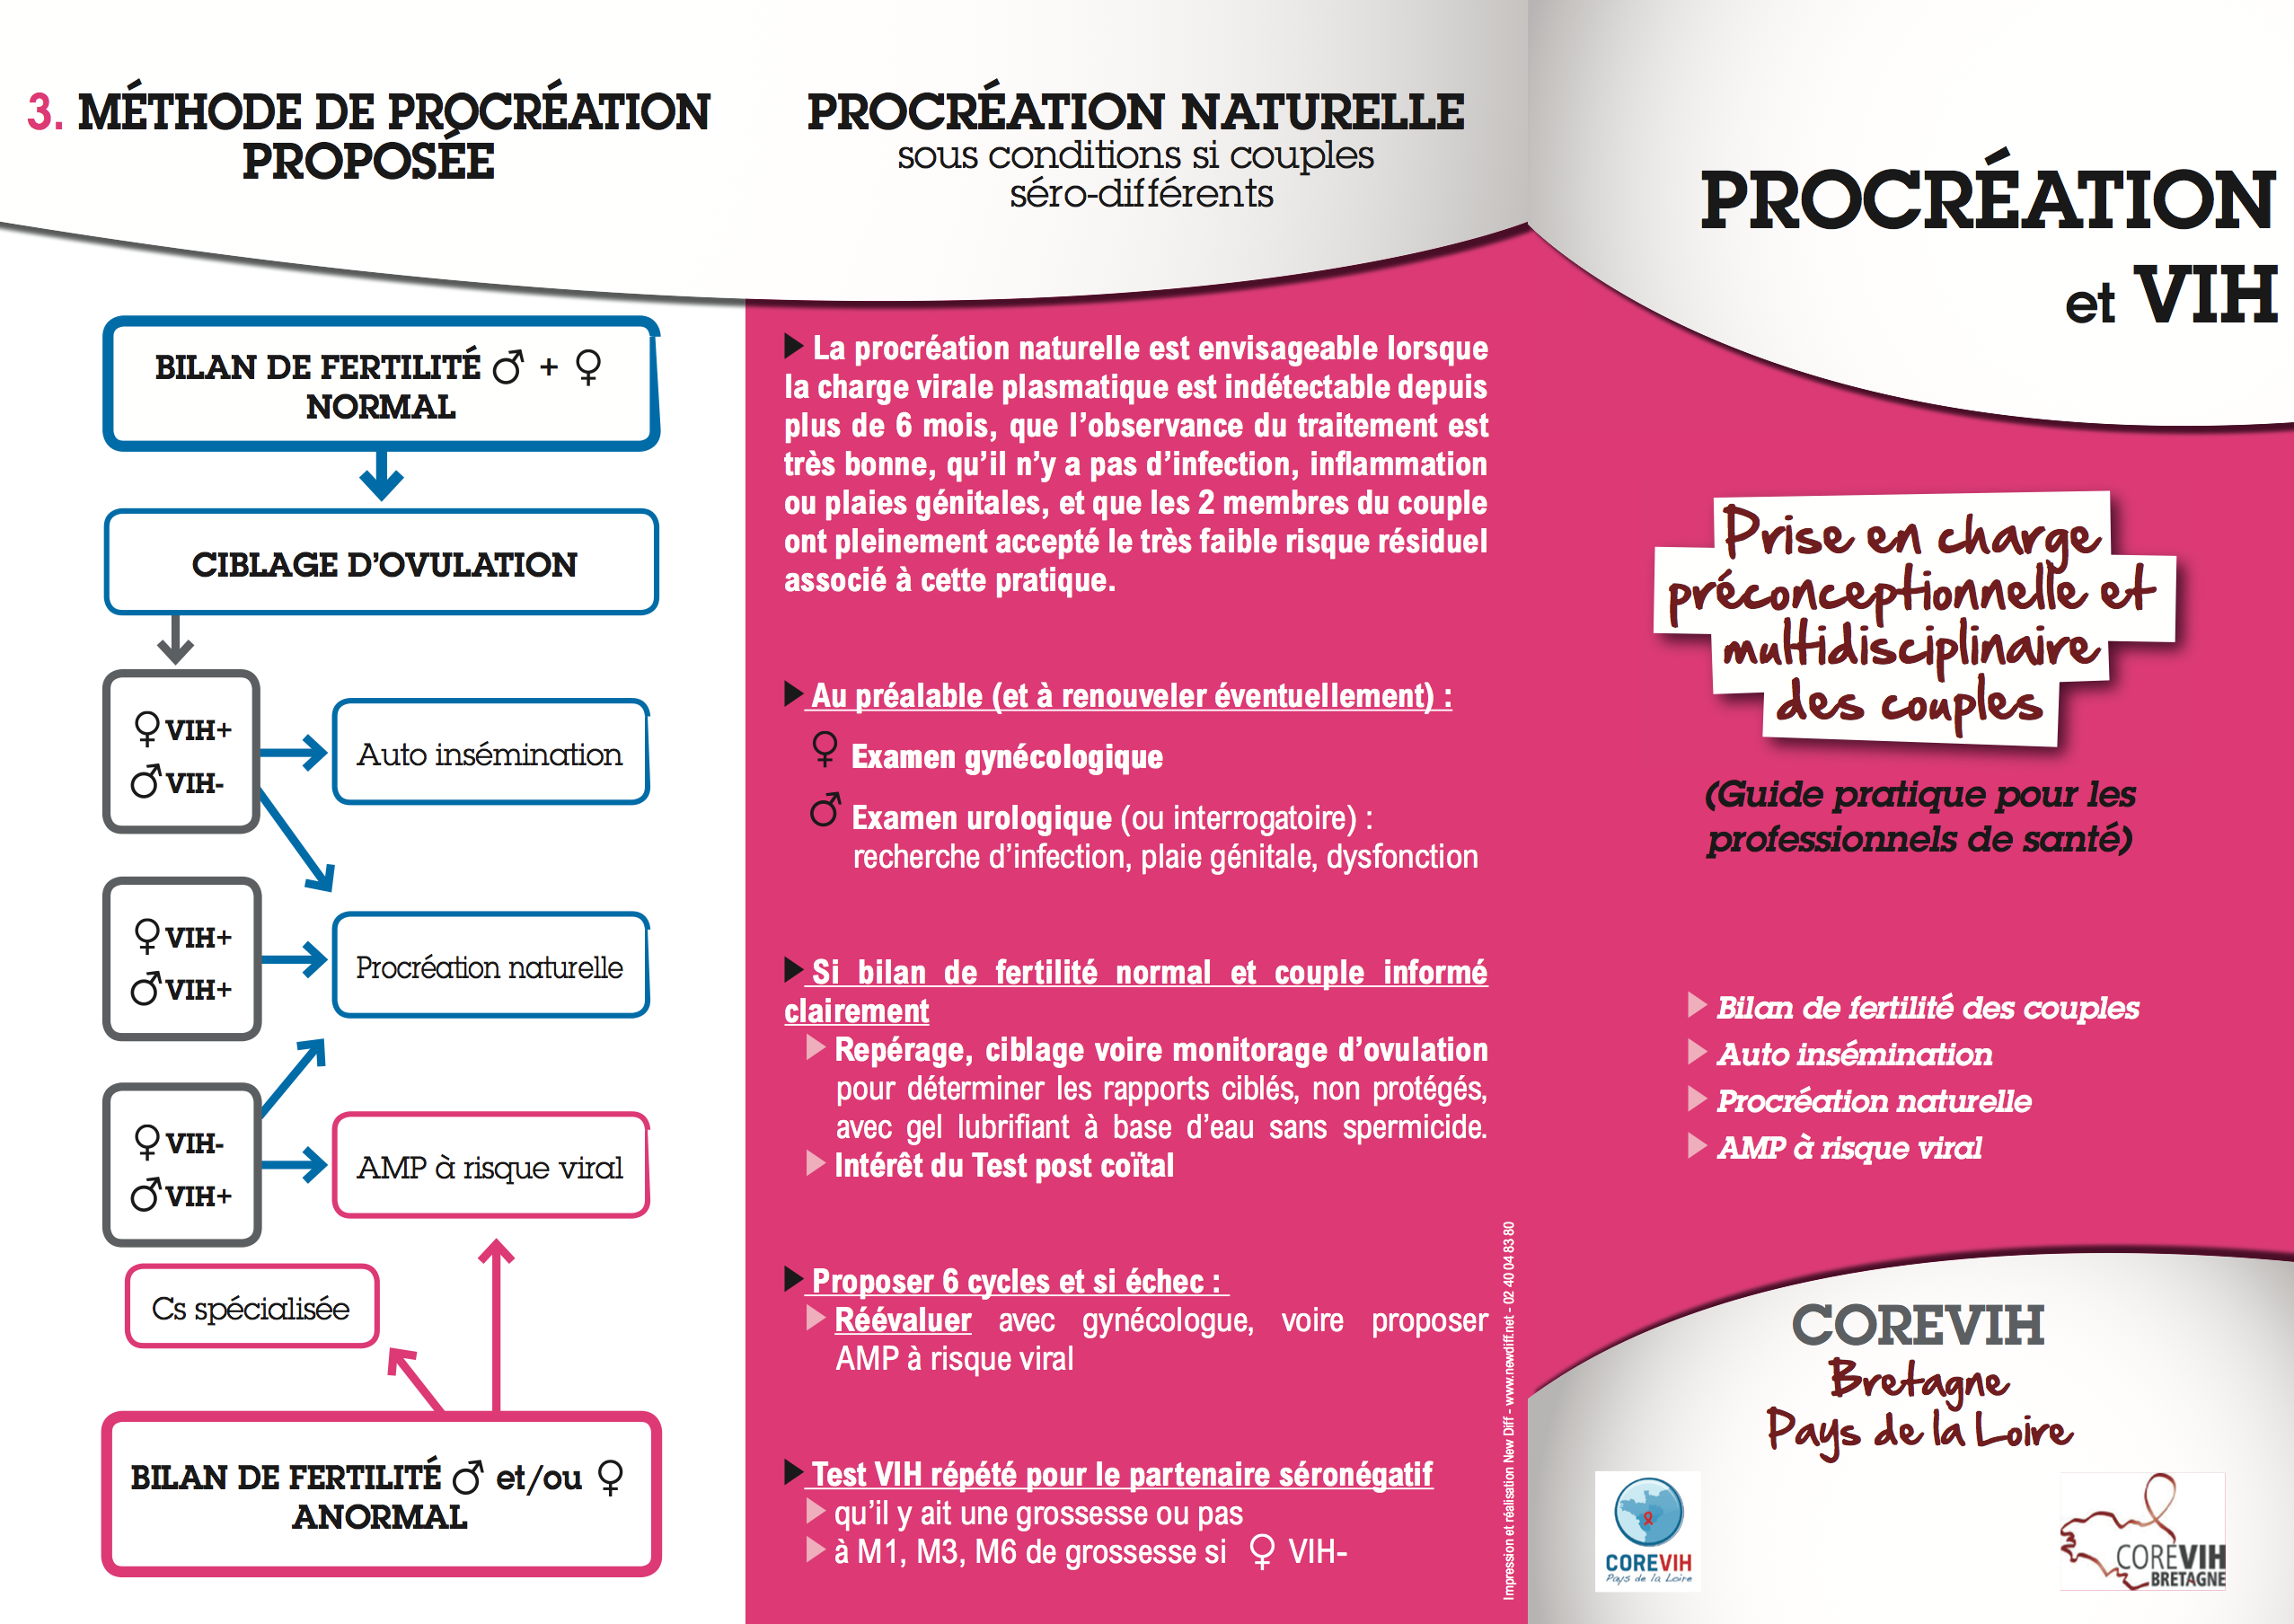 3. MÉTHODE DE PROCRÉATION
PROPOSÉE
BILAN DE FERTILITÉ ♂ + ♀
NORMAL
CIBLAGE D'OVULATION
♀ VIH+
♂ VIH-
Auto insémination
♀ VIH+
♂ VIH+
Procréation naturelle
♀ VIH-
♂ VIH+
AMP à risque viral
Cs spécialisée
BILAN DE FERTILITÉ ♂ et/ou ♀
ANORMAL
PROCRÉATION NATURELLE
sous conditions si couples
séro-différents
La procréation naturelle est envisageable lorsque
la charge virale plasmatique est indétectable depuis
plus de 6 mois, que l'observance du traitement est
très bonne, qu'il n'y a pas d'infection, inflammation
ou plaies génitales, et que les 2 membres du couple
ont pleinement accepté le très faible risque résiduel
associé à cette pratique.
Au préalable (et à renouveler éventuellement) :
♀ Examen gynécologique
♂ Examen urologique (ou interrogatoire) :
recherche d'infection, plaie génitale, dysfonction
Si bilan de fertilité normal et couple informé
clairement
Repérage, ciblage voire monitorage d'ovulation
pour déterminer les rapports ciblés, non protégés,
avec gel lubrifiant à base d'eau sans spermicide.
Intérêt du Test post coïtal
Proposer 6 cycles et si échec :
Réévaluer avec gynécologue, voire proposer
AMP à risque viral
Test VIH répété pour le partenaire séronégatif
qu'il y ait une grossesse ou pas
à M1, M3, M6 de grossesse si ♀ VIH-
Impression et réalisation New Diff - www.newdiff.net - 02 40 04 83 80
PROCRÉATION
et VIH
Prise en charge
préconceptionnelle et
multidisciplinaire
des couples
(Guide pratique pour les
professionnels de santé)
Bilan de fertilité des couples
Auto insémination
Procréation naturelle
AMP à risque viral
COREVIH
Bretagne
Pays de la Loire
COREVIH
Pays de la Loire
COREVIH
BRETAGNE